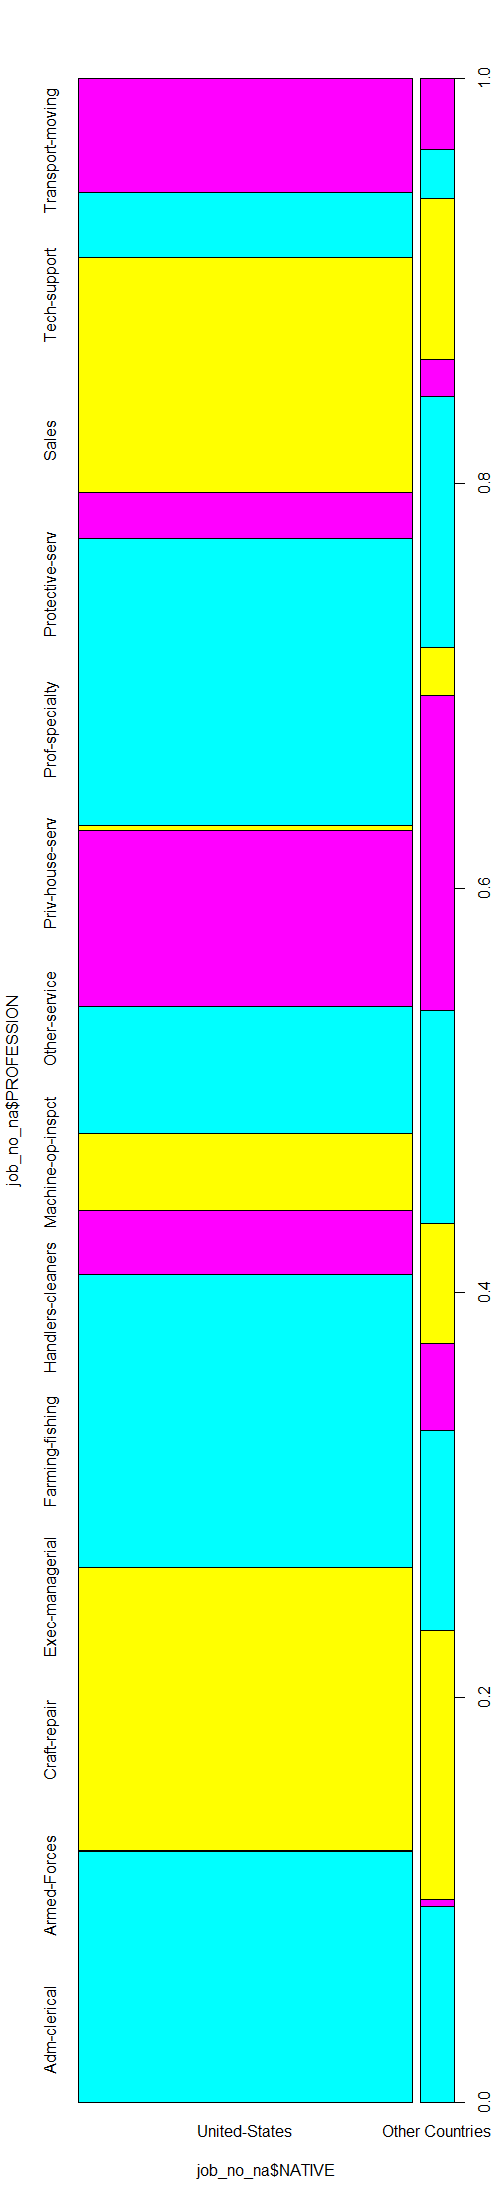 job_no_na$PROFESSION
Transport-moving
Tech-support
Sales
Protective-serv
Prof-specialty
Priv-house-serv
Other-service
Machine-op-inspct
Handlers-cleaners
Farming-fishing
Exec-managerial
Craft-repair
Armed-Forces
Adm-clerical
1.0
0.8
0.6
0.4
0.2
0.0
United-States Other Countries
job_no_na$NATIVE